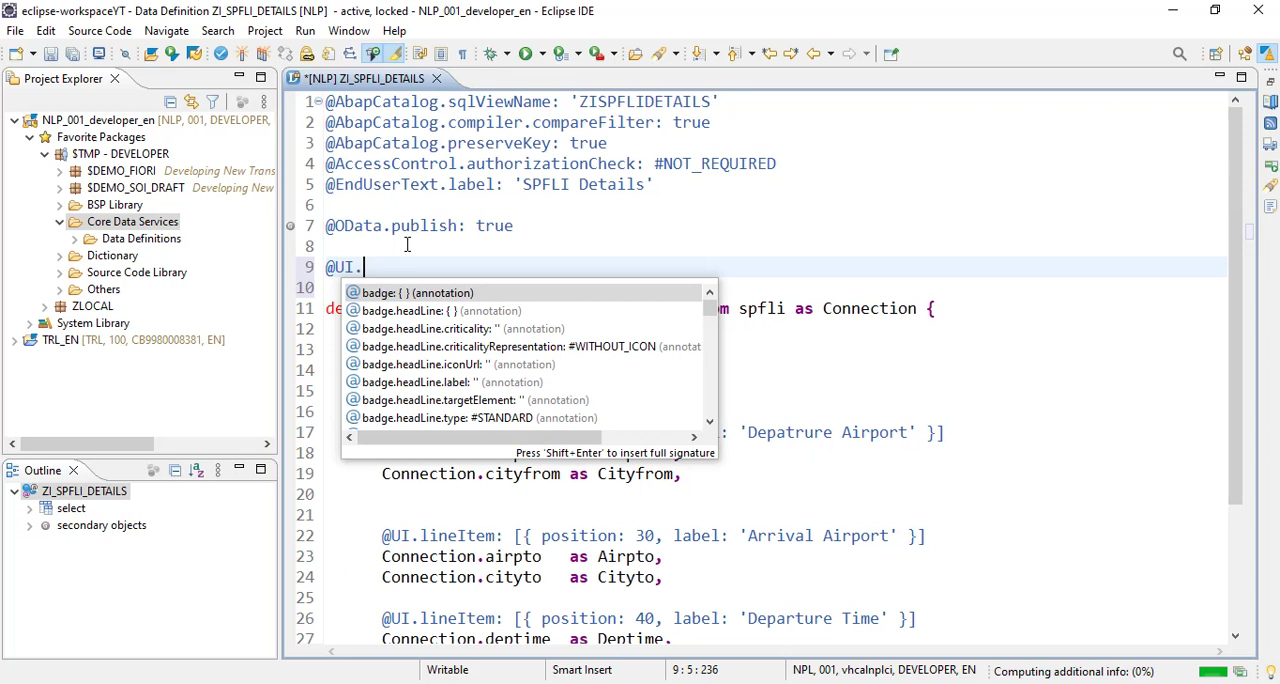 eclipse-workspaceYT - Data Definition ZI_SPFLI_DETAILS [NLP] - active, locked - NLP_001_developer_en - Eclipse IDE
File Edit Source Code Navigate Search Project Run Window Help
Project Explorer
NLP_001_developer_en [NLP, 001, DEVELOPER,
Favorite Packages
$TMP - DEVELOPER
$DEMO_FIORI Developing New Trans
$DEMO_SOI_DRAFT Developing New
BSP Library
Core Data Services
Data Definitions
Dictionary
Source Code Library
Others
ZLOCAL
System Library
TRL_EN [TRL, 100, CB9980008381, EN]
Outline
ZI_SPFLI_DETAILS
select
secondary objects
*[NLP] ZI_SPFLI_DETAILS
1 @AbapCatalog.sqlViewName: 'ZISPFLIDETAILS'
2 @AbapCatalog.compiler.compareFilter: true
3 @AbapCatalog.preserveKey: true
4 @AccessControl.authorizationCheck: #NOT_REQUIRED
5 @EndUserText.label: 'SPFLI Details'
6
7 @OData.publish: true
8
9 @UI.
10
11 de m spfli as Connection {
12
13
14
15
16
17 : 'Depatrure Airport' }]
18
19 Connection.cityfrom as Cityfrom,
20
21
22 @UI.lineItem: [{ position: 30, label: 'Arrival Airport' }]
23 Connection.airpto as Airpto,
24 Connection.cityto as Cityto,
25
26 @UI.lineItem: [{ position: 40, label: 'Departure Time' }]
27 Connection.deptime as Deptime,
badge: { } (annotation)
badge.headLine: { } (annotation)
badge.headLine.criticality: '' (annotation)
badge.headLine.criticalityRepresentation: #WITHOUT_ICON (annotat
badge.headLine.iconUrl: '' (annotation)
badge.headLine.label: '' (annotation)
badge.headLine.targetElement: '' (annotation)
badge.headLine.type: #STANDARD (annotation)
Press 'Shift+Enter' to insert full signature
Writable Smart Insert 9 : 5 : 236 NPL, 001, vhcalnplci, DEVELOPER, EN Computing additional info: (0%)